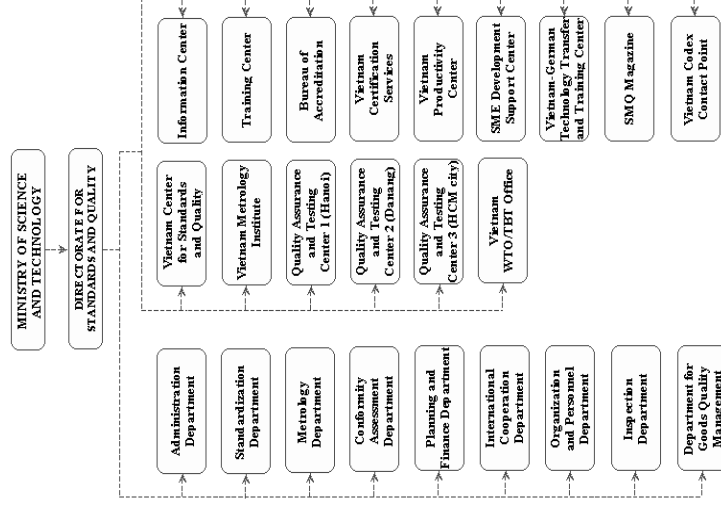 MINISTRY OF SCIENCE
AND TECHNOLOGY
DIRECTORATE FOR
STANDARDS AND QUALITY
Information Center
Training Center
Bureau of
Accreditation
Vietnam
Certification
Services
Vietnam
Productivity
Center
SME Development
Support Center
Vietnam-German
Technology Transfer
and Training Center
SMQ Magazine
Vietnam Codex
Contact Point
Vietnam Center
for Standards
and Quality
Vietnam Metrology
Institute
Quality Assurance
and Testing
Center 1 (Hanoi)
Quality Assurance
and Testing
Center 2 (Danang)
Quality Assurance
and Testing
Center 3 (HCM city)
Vietnam
WTO/TBT Office
Administration
Department
Standardization
Department
Metrology
Department
Conformity
Assessment
Department
Planning and
Finance Department
International
Cooperation
Department
Organization
and Personnel
Department
Inspection
Department
Department for
Goods Quality
Management